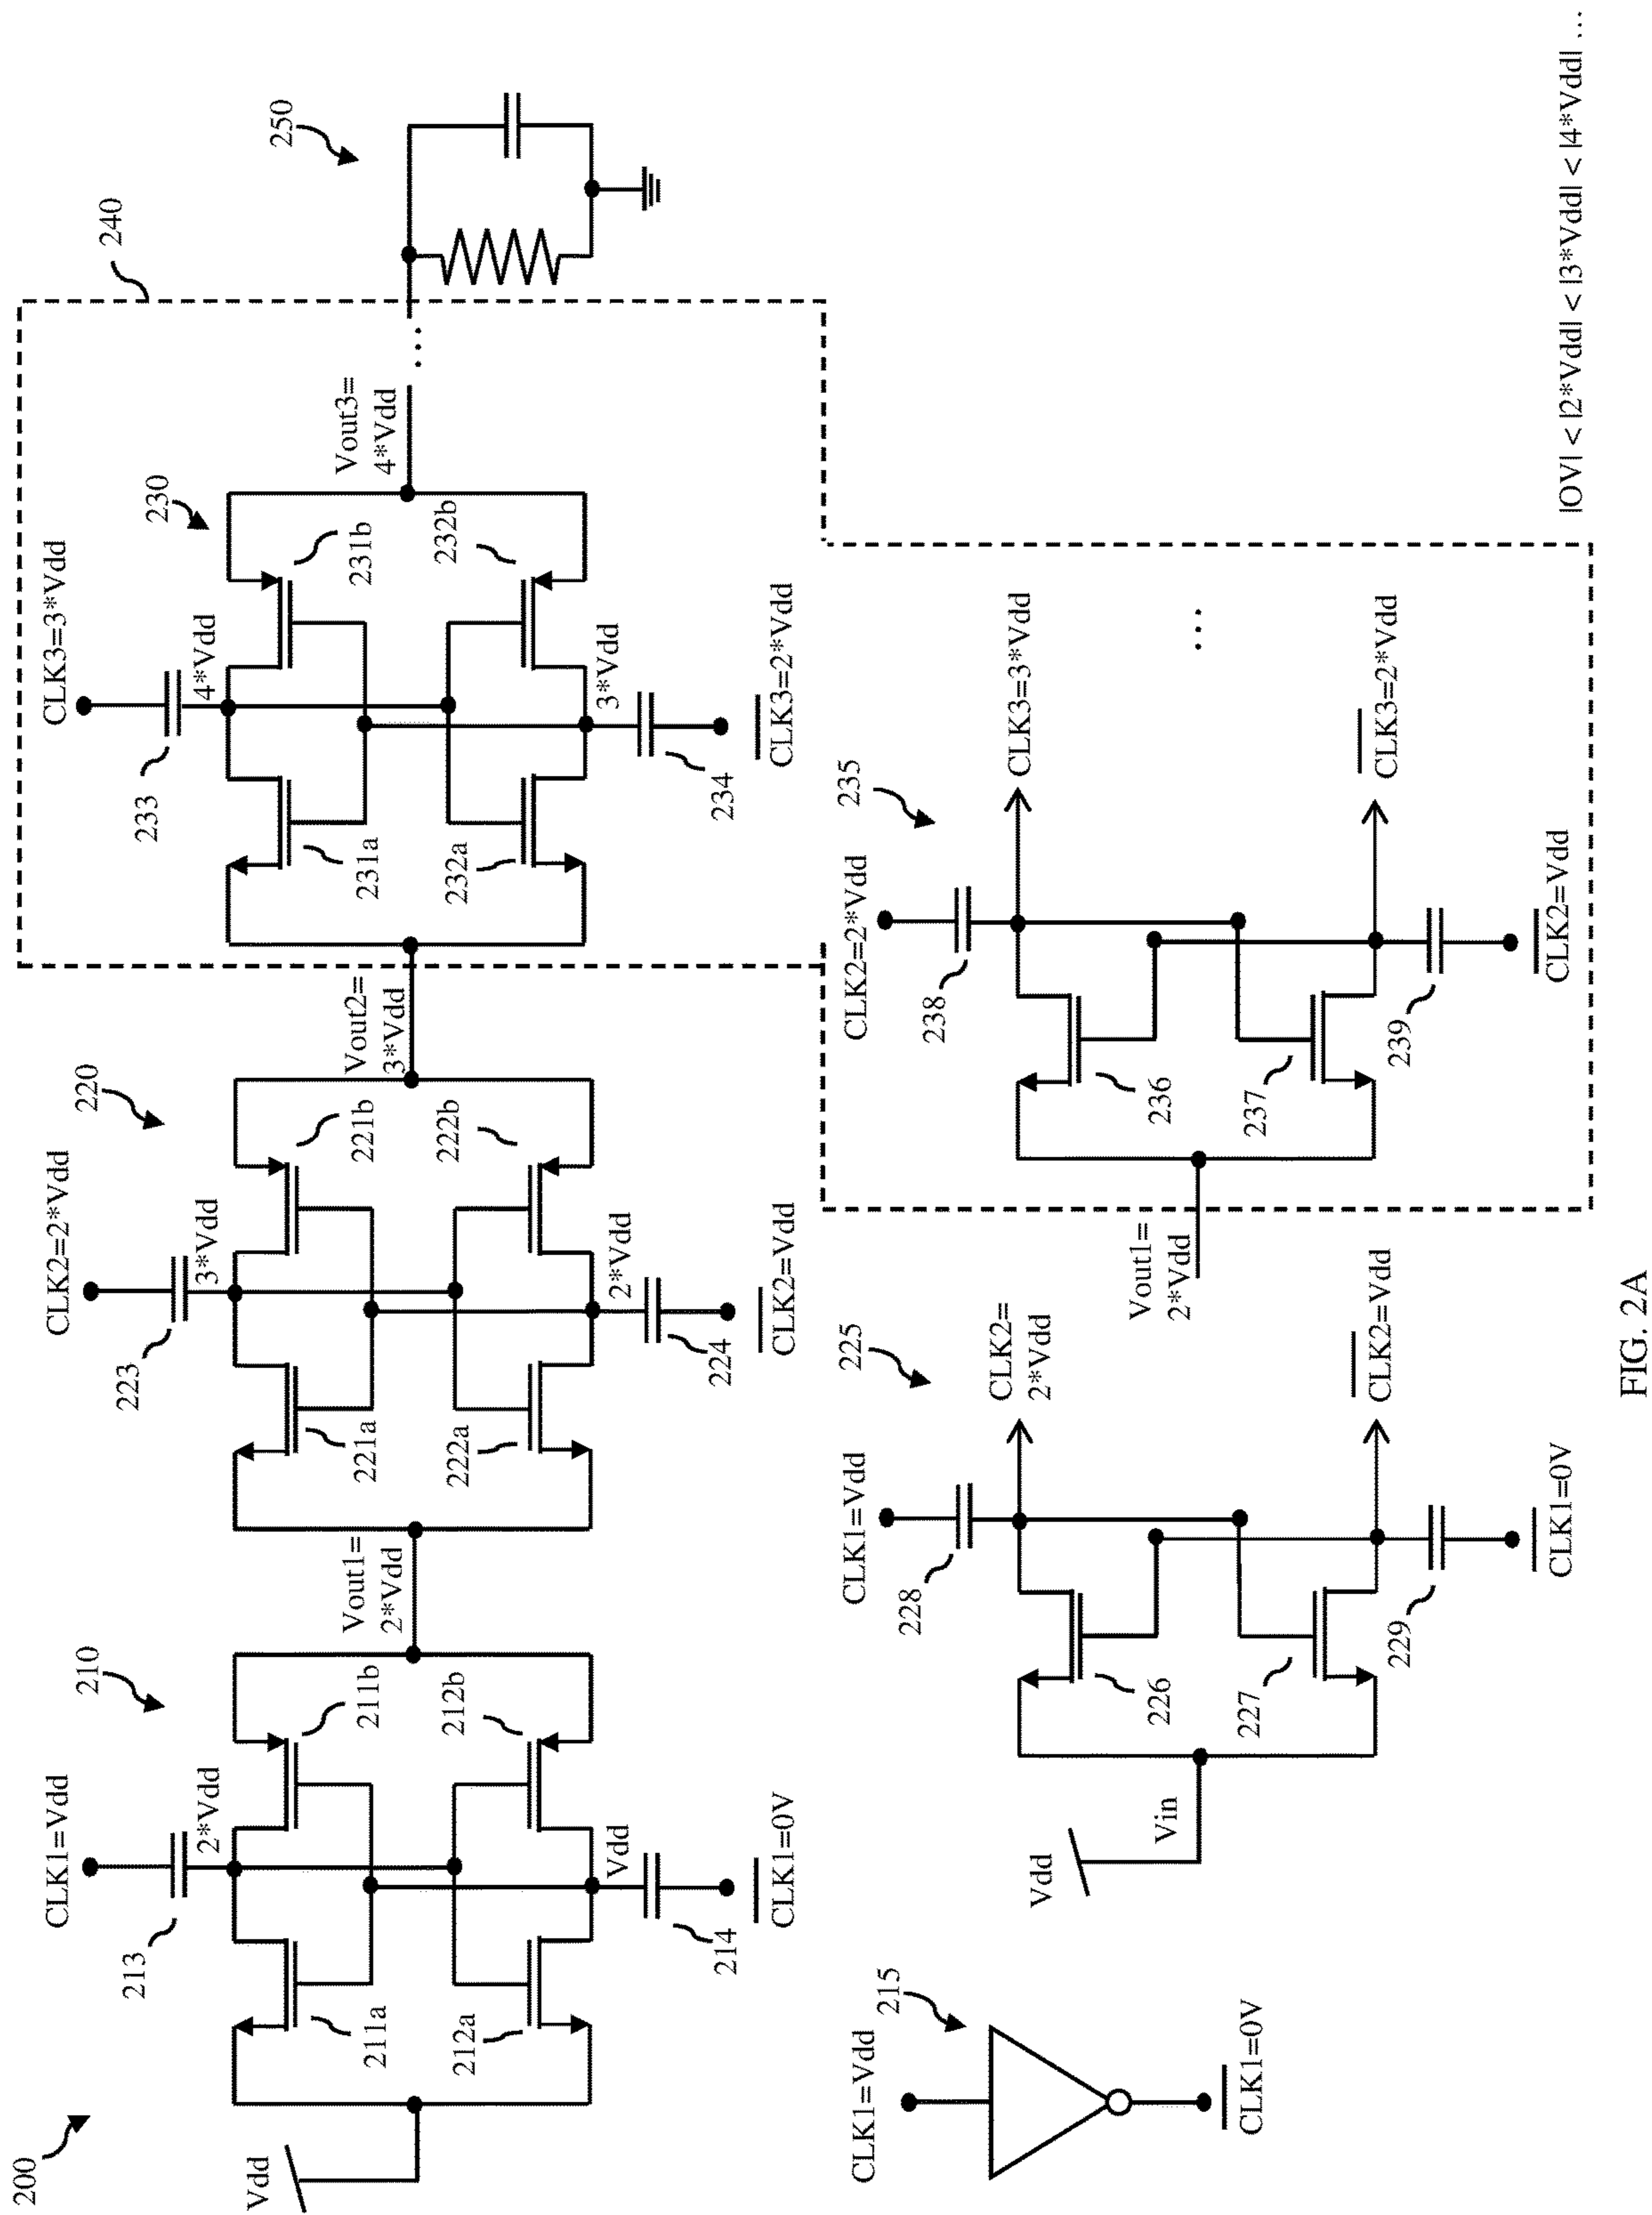 200
Vdd
CLK1=Vdd
213
2*Vdd
210
211a
211b
212a
212b
Vdd
214
CLK1=0V
Vout1=
2*Vdd
CLK2=2*Vdd
223
3*Vdd
220
221a
221b
222a
222b
2*Vdd
224
CLK2=Vdd
Vout2=
3*Vdd
CLK3=3*Vdd
233
4*Vdd
230
231a
231b
232a
232b
3*Vdd
234
CLK3=2*Vdd
Vout3=
4*Vdd
...
240
250
CLK1=Vdd
215
CLK1=0V
Vdd
Vin
CLK1=Vdd
228
225
226
227
229
CLK1=0V
CLK2=
2*Vdd
CLK2=Vdd
Vout1=
2*Vdd
CLK2=2*Vdd
238
235
236
237
239
CLK2=Vdd
CLK3=3*Vdd
CLK3=2*Vdd
...
|OV| < |2*Vdd| < |3*Vdd| < |4*Vdd| ...
FIG. 2A